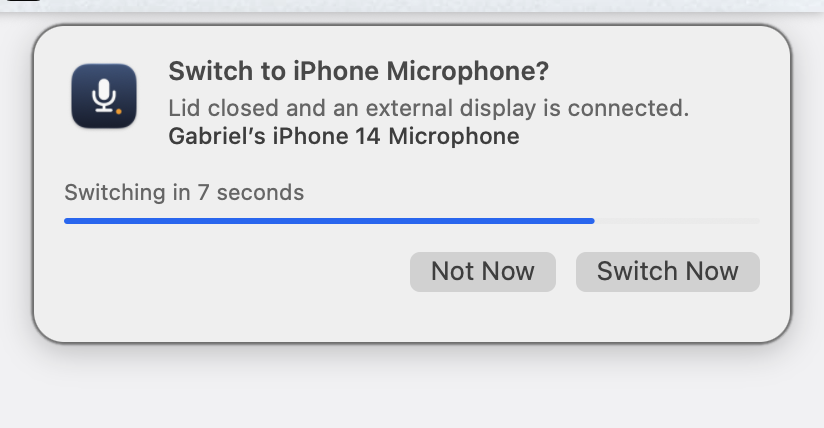 Switch to iPhone Microphone?
Lid closed and an external display is connected.
Gabriel’s iPhone 14 Microphone
Switching in 7 seconds
Not Now
Switch Now